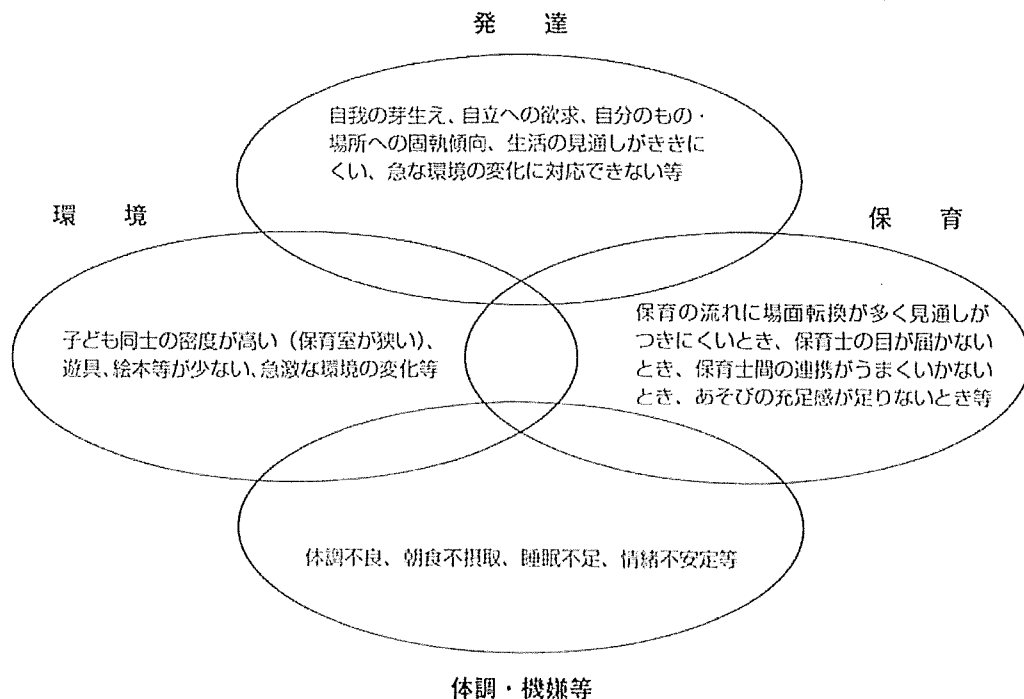 発　達
自我の芽生え、自立への欲求、自分のもの・
場所への固執傾向、生活の見通しがききに
くい、急な環境の変化に対応できない等
環　境
子ども同士の密度が高い（保育室が狭い）、
遊具、絵本等が少ない、急激な環境の変化等
保　育
保育の流れに場面転換が多く見通しが
つきにくいとき、保育士の目が届かない
とき、保育士間の連携がうまくいかない
とき、あそびの充足感が足りないとき等
体調不良、朝食不摂取、睡眠不足、情緒不安定等
体調・機嫌等